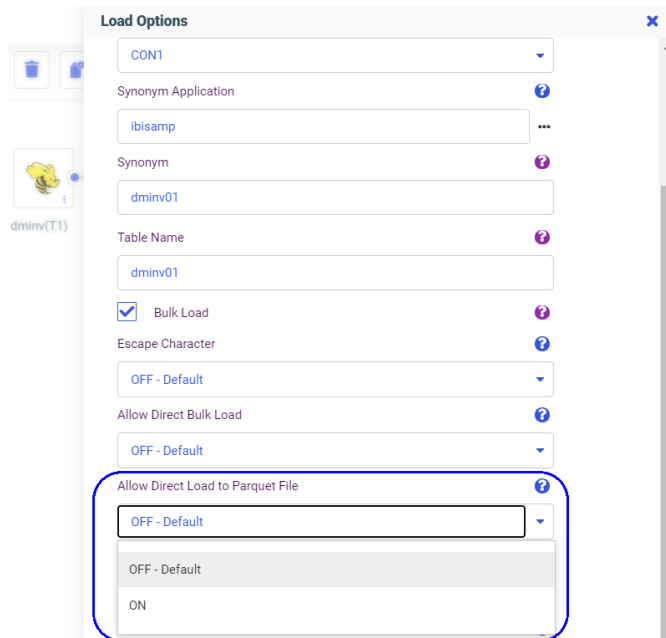 Load Options
CON1
Synonym Application
ibisamp
Synonym
dminv01
Table Name
dminv01
Bulk Load
Escape Character
OFF - Default
Allow Direct Bulk Load
OFF - Default
Allow Direct Load to Parquet File
OFF - Default
OFF - Default
ON
dminv(T1)